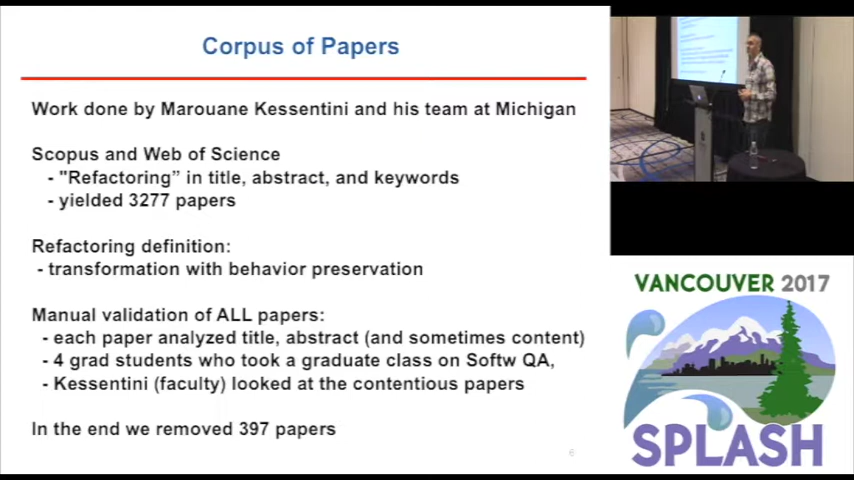 Corpus of Papers
Work done by Marouane Kessentini and his team at Michigan
Scopus and Web of Science
- "Refactoring” in title, abstract, and keywords
- yielded 3277 papers
Refactoring definition:
- transformation with behavior preservation
Manual validation of ALL papers:
- each paper analyzed title, abstract (and sometimes content)
- 4 grad students who took a graduate class on Softw QA,
- Kessentini (faculty) looked at the contentious papers
In the end we removed 397 papers
VANCOUVER 2017
SPLASH